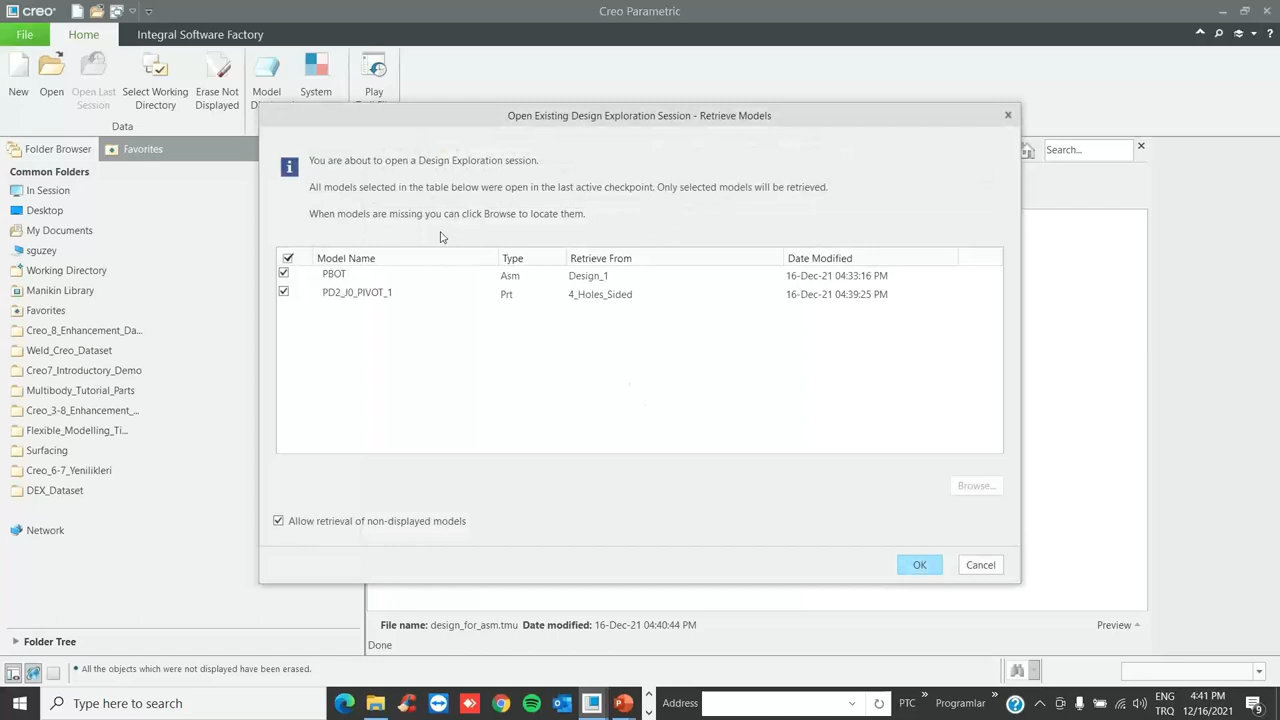 creo
Creo Parametric
File
Home
Integral Software Factory
New
Open
Open Last
Session
Select Working
Directory
Erase Not
Displayed
Model
System
Play
Data
Folder Browser
Favorites
Search...
Common Folders
In Session
Desktop
My Documents
sguzey
Working Directory
Manikin Library
Favorites
Creo_8_Enhancement_Da...
Weld_Creo_Dataset
Creo7_Introductory_Demo
Multibody_Tutorial_Parts
Creo_3-8_Enhancement_...
Flexible_Modelling_Ti...
Surfacing
Creo_6-7_Yenilikleri
DEX_Dataset
Network
Folder Tree
Open Existing Design Exploration Session - Retrieve Models
You are about to open a Design Exploration session.
All models selected in the table below were open in the last active checkpoint. Only selected models will be retrieved.
When models are missing you can click Browse to locate them.
Model Name Type Retrieve From Date Modified
PBOT Asm Design_1 16-Dec-21 04:33:16 PM
PD2_J0_PIVOT_1 Prt 4_Holes_Sided 16-Dec-21 04:39:25 PM
Browse...
Allow retrieval of non-displayed models
OK Cancel
File name: design_for_asm.tmu Date modified: 16-Dec-21 04:40:44 PM
Preview
Done
All the objects which were not displayed have been erased.
Type here to search
Address
PTC
Programlar
ENG
TRQ
4:41 PM
12/16/2021
9